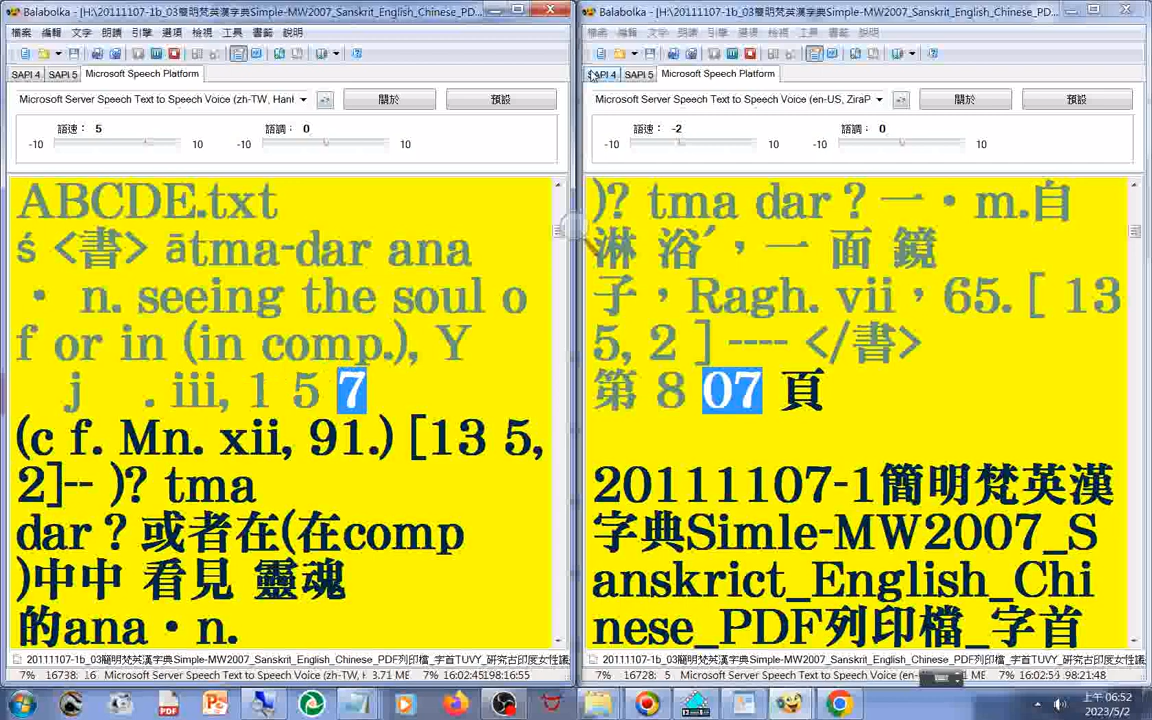 Balabolka - [H:\20111107-1b_03簡明梵英漢字典Simple-MW2007_Sanskrit_English_Chinese_PD...
檔案 編輯 文字 朗讀 引擎 選項 檢視 工具 書籤 說明
SAPI 4 SAPI 5 Microsoft Speech Platform
Microsoft Server Speech Text to Speech Voice (zh-TW, Hanl
關於 預設
語速： 5 語調： 0
-10 10 -10 10
ABCDE.txt
ś <書> ātma-dar ana
· n. seeing the soul o
f or in (in comp.), Y
j . iii, 1 5 7
(c f. Mn. xii, 91.) [13 5,
2]-- )? tma
dar ? 或者在(在comp
)中中 看見 靈魂
的ana·n.
20111107-1b_03簡明梵英漢字典Simple-MW2007_Sanskrit_English_Chinese_PDF列印檔_字首TUVY_研究古印度女性議
7% 16738: 16 Microsoft Server Speech Text to Speech Voice (zh-TW, H 3.71 ME 7% 16:02:45198:16:55
Balabolka - [H:\20111107-1b_03簡明梵英漢字典Simple-MW2007_Sanskrit_English_Chinese_PD...
檔案 編輯 文字 朗讀 引擎 選項 檢視 工具 書籤 說明
SAPI 4 SAPI 5 Microsoft Speech Platform
Microsoft Server Speech Text to Speech Voice (en-US, ZiraP
關於 預設
語速： -2 語調： 0
-10 10 -10 10
)? tma dar ? 一·m.自
淋 浴′，一 面 鏡
子，Ragh. vii，65. [ 13
5, 2 ] ---- </書>
第 8 07 頁
20111107-1簡明梵英漢
字典Simle-MW2007_S
anskrict_English_Chi
nese_PDF列印檔_字首
20111107-1b_03簡明梵英漢字典Simple-MW2007_Sanskrit_English_Chinese_PDF列印檔_字首TUVY_研究古印度女性議
7% 16728: 5 Microsoft Server Speech Text to Speech Voice 7% 16:02:59 98:21:48
上午 06:52
2023/5/2